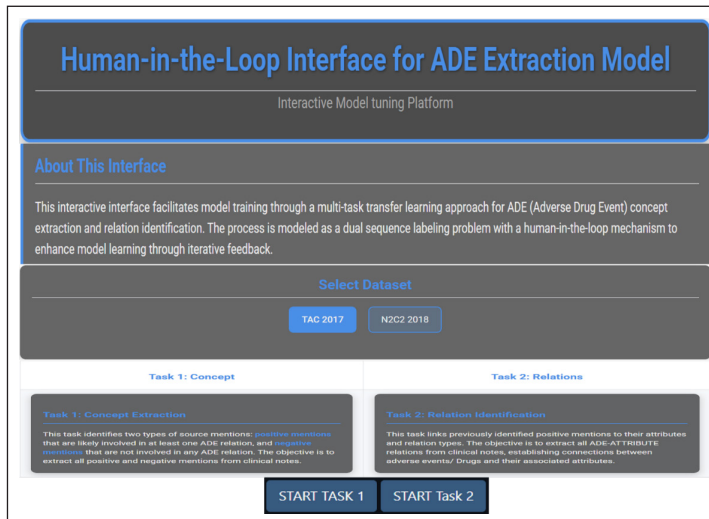 Human-in-the-Loop Interface for ADE Extraction Model
Interactive Model tuning Platform
About This Interface
This interactive interface facilitates model training through a multi-task transfer learning approach for ADE (Adverse Drug Event) concept
extraction and relation identification. The process is modeled as a dual sequence labeling problem with a human-in-the-loop mechanism to
enhance model learning through iterative feedback.
Select Dataset
TAC 2017
N2C2 2018
Task 1: Concept
Task 2: Relations
Task 1: Concept Extraction
This task identifies two types of source mentions: positive mentions
that are likely involved in at least one ADE relation, and negative
mentions that are not involved in any ADE relation. The objective is to
extract all positive and negative mentions from clinical notes.
Task 2: Relation Identification
This task links previously identified positive mentions to their attributes
and relation types. The objective is to extract all ADE-ATTRIBUTE
relations from clinical notes, establishing connections between
adverse events/ Drugs and their associated attributes.
START TASK 1
START Task 2